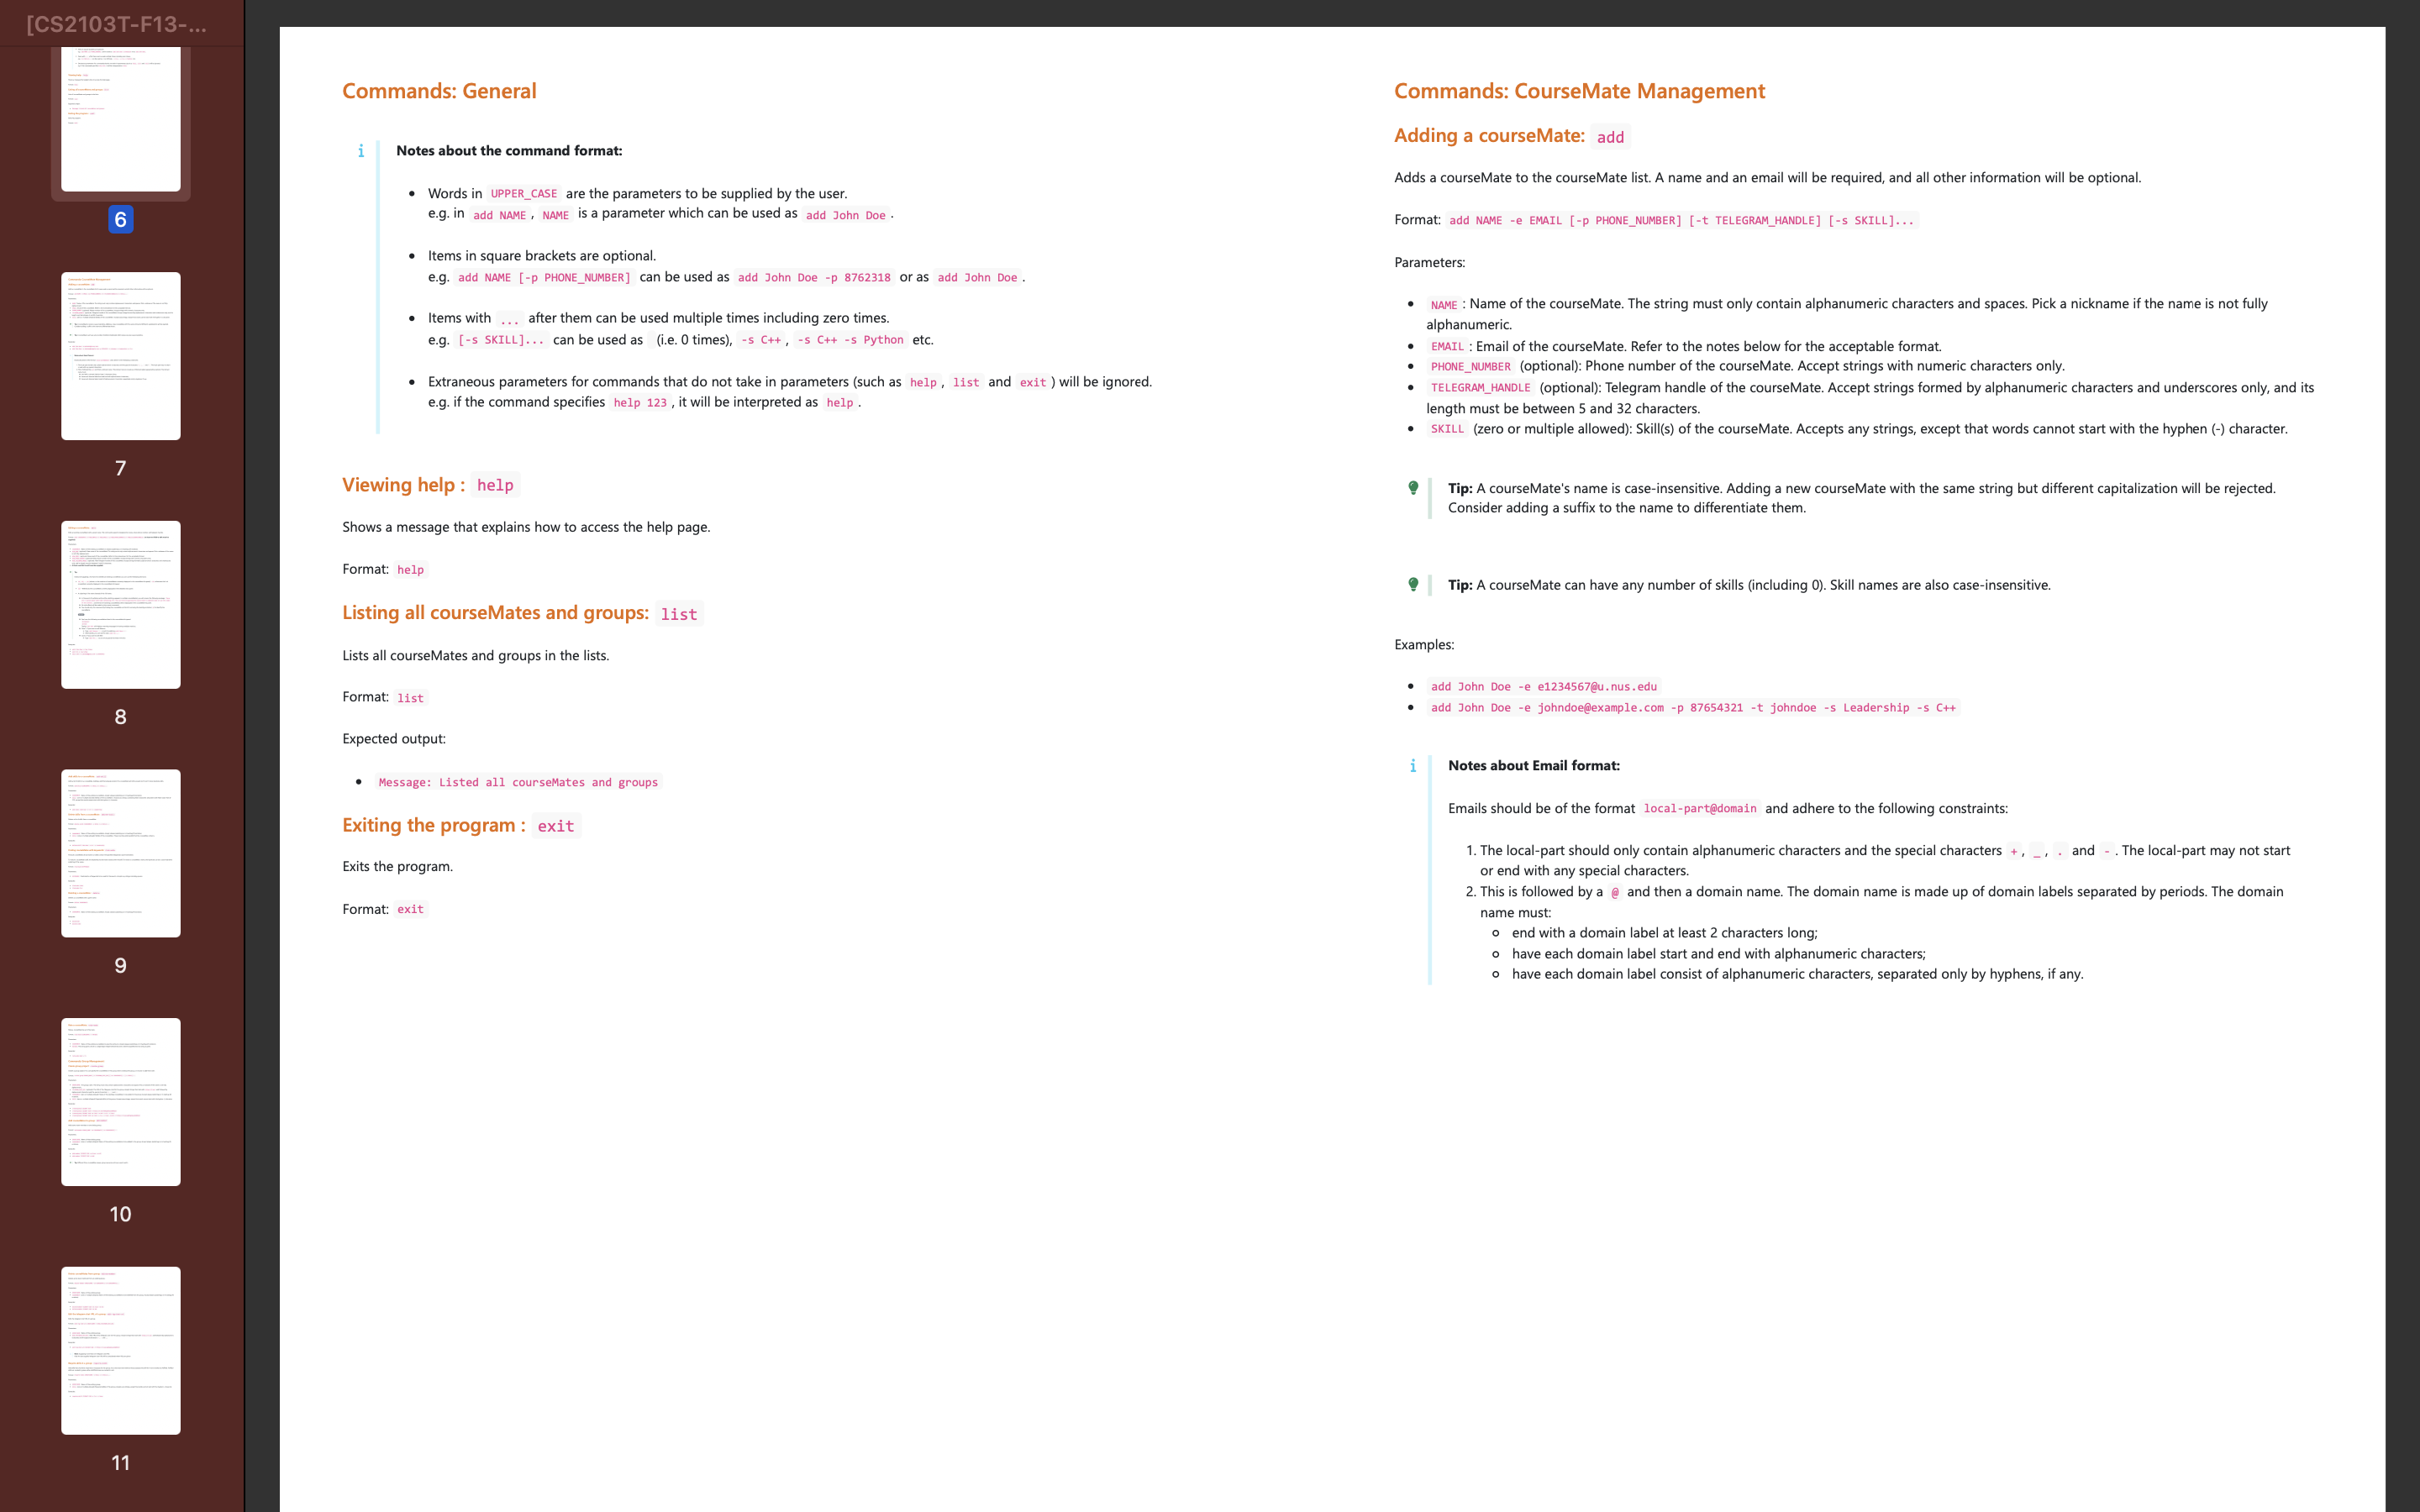 [CS2103T-F13-...
6
7
8
9
10
11
Commands: General
i Notes about the command format:
• Words in UPPER_CASE are the parameters to be supplied by the user.
e.g. in add NAME, NAME is a parameter which can be used as add John Doe.
• Items in square brackets are optional.
e.g. add NAME [-p PHONE_NUMBER] can be used as add John Doe -p 8762318 or as add John Doe.
• Items with ... after them can be used multiple times including zero times.
e.g. [-s SKILL]... can be used as (i.e. 0 times), -s C++, -s C++ -s Python etc.
• Extraneous parameters for commands that do not take in parameters (such as help, list and exit) will be ignored.
e.g. if the command specifies help 123, it will be interpreted as help.
Viewing help : help
Shows a message that explains how to access the help page.
Format: help
Listing all courseMates and groups: list
Lists all courseMates and groups in the lists.
Format: list
Expected output:
• Message: Listed all courseMates and groups
Exiting the program : exit
Exits the program.
Format: exit
Commands: CourseMate Management
Adding a courseMate: add
Adds a courseMate to the courseMate list. A name and an email will be required, and all other information will be optional.
Format: add NAME -e EMAIL [-p PHONE_NUMBER] [-t TELEGRAM_HANDLE] [-s SKILL]...
Parameters:
• NAME: Name of the courseMate. The string must only contain alphanumeric characters and spaces. Pick a nickname if the name is not fully
alphanumeric.
• EMAIL: Email of the courseMate. Refer to the notes below for the acceptable format.
• PHONE_NUMBER (optional): Phone number of the courseMate. Accept strings with numeric characters only.
• TELEGRAM_HANDLE (optional): Telegram handle of the courseMate. Accept strings formed by alphanumeric characters and underscores only, and its
length must be between 5 and 32 characters.
• SKILL (zero or multiple allowed): Skill(s) of the courseMate. Accepts any strings, except that words cannot start with the hyphen (-) character.
Tip: A courseMate's name is case-insensitive. Adding a new courseMate with the same string but different capitalization will be rejected.
Consider adding a suffix to the name to differentiate them.
Tip: A courseMate can have any number of skills (including 0). Skill names are also case-insensitive.
Examples:
• add John Doe -e e1234567@u.nus.edu
• add John Doe -e johndoe@example.com -p 87654321 -t johndoe -s Leadership -s C++
i Notes about Email format:
Emails should be of the format local-part@domain and adhere to the following constraints:
1. The local-part should only contain alphanumeric characters and the special characters +, _, . and -. The local-part may not start
or end with any special characters.
2. This is followed by a @ and then a domain name. The domain name is made up of domain labels separated by periods. The domain
name must:
○ end with a domain label at least 2 characters long;
○ have each domain label start and end with alphanumeric characters;
○ have each domain label consist of alphanumeric characters, separated only by hyphens, if any.